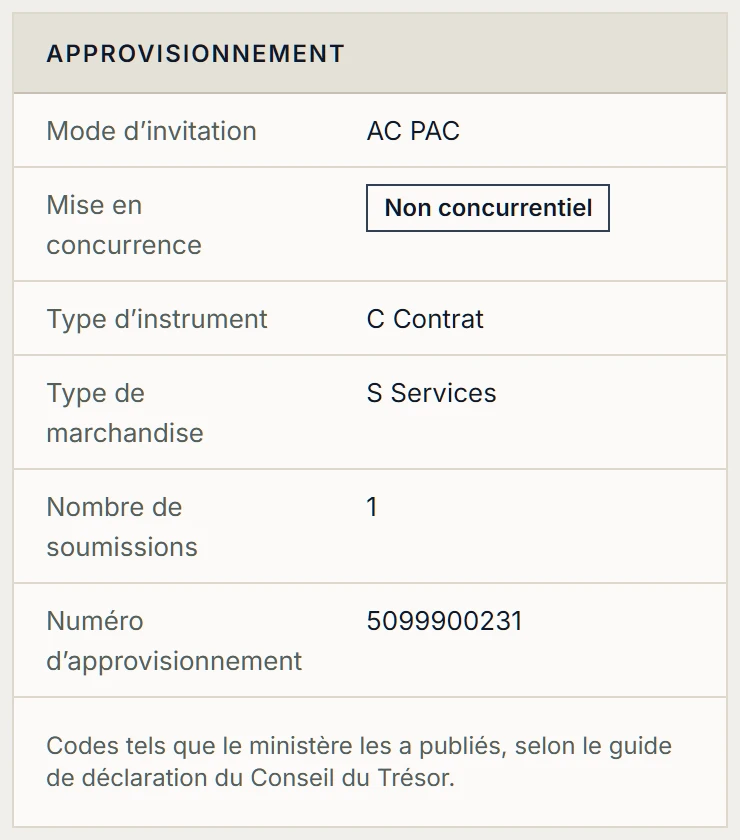 APPROVISIONNEMENT
Mode d’invitation
AC PAC
Mise en
concurrence
Non concurrentiel
Type d’instrument
C Contrat
Type de
marchandise
S Services
Nombre de
soumissions
1
Numéro
d’approvisionnement
5099900231
Codes tels que le ministère les a publiés, selon le guide
de déclaration du Conseil du Trésor.